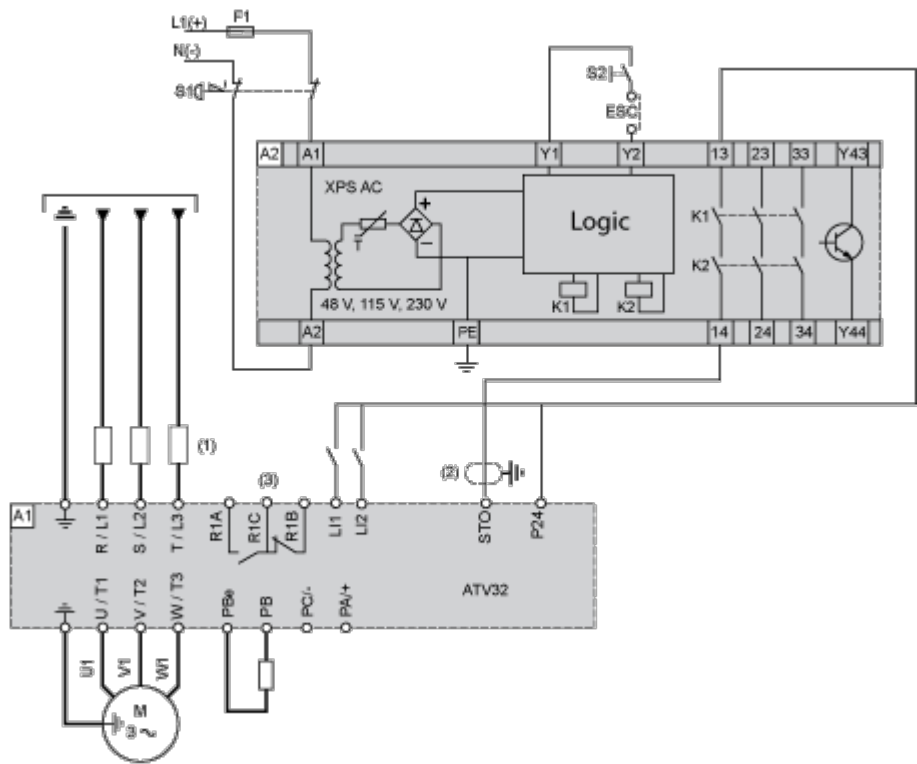 L1(+)
F1
N(-)
S1
S2
ESC
A2
A1
Y1
Y2
13
23
33
Y43
XPS AC
+
-
T
Logic
K1
K2
K1
K2
48 V, 115 V, 230 V
A2
PE
14
24
34
Y44
(1)
(2)
(3)
A1
R / L1
S / L2
T / L3
R1A
R1C
R1B
LI1
LI2
STO
P24
ATV32
U / T1
V / T2
W / T3
PBe
PB
PC/-
PA/+
U1
V1
W1
M
3 ~